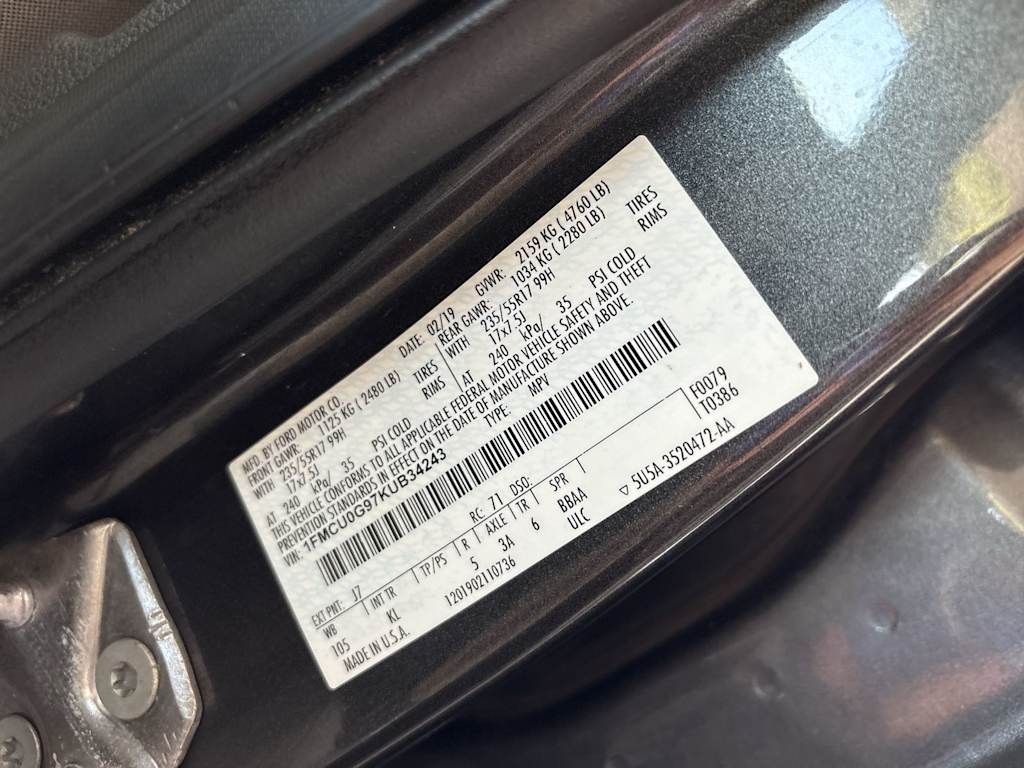 MFD. BY FORD MOTOR CO. DATE: 02/19 GVWR: 2159 KG ( 4760 LB)
FRONT GAWR: 1125 KG ( 2480 LB) REAR GAWR: 1034 KG ( 2280 LB)
WITH 235/55R17 99H TIRES WITH 235/55R17 99H TIRES
17x7.5J RIMS 17x7.5J RIMS
AT 240 kPa/ 35 PSI COLD AT 240 kPa/ 35 PSI COLD
THIS VEHICLE CONFORMS TO ALL APPLICABLE FEDERAL MOTOR VEHICLE SAFETY AND THEFT
PREVENTION STANDARDS IN EFFECT ON THE DATE OF MANUFACTURE SHOWN ABOVE.
VIN: 1FMCU0G97KUB34243 TYPE: MPV
EXT PNT: J7 RC: 71 DSO: F0079
WB INT TR TP/PS R AXLE TR SPR T0386
105 KL 5 3A 6 BBAA
1201902110736 ULC
MADE IN U.S.A. ▽ 5U5A-3520472-AA